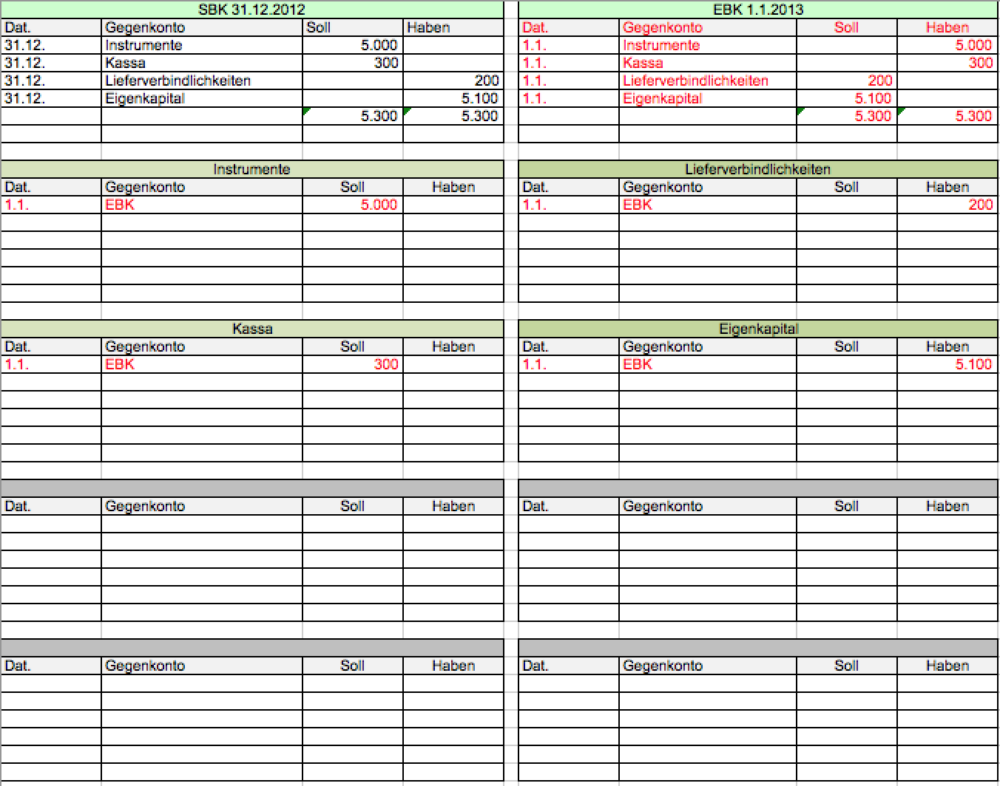 SBK 31.12.2012
Dat. Gegenkonto Soll Haben
31.12. Instrumente 5.000
31.12. Kassa 300
31.12. Lieferverbindlichkeiten 200
31.12. Eigenkapital 5.100
5.300 5.300
EBK 1.1.2013
Dat. Gegenkonto Soll Haben
1.1. Instrumente 5.000
1.1. Kassa 300
1.1. Lieferverbindlichkeiten 200
1.1. Eigenkapital 5.100
5.300 5.300
Instrumente
Dat. Gegenkonto Soll Haben
1.1. EBK 5.000
Lieferverbindlichkeiten
Dat. Gegenkonto Soll Haben
1.1. EBK 200
Kassa
Dat. Gegenkonto Soll Haben
1.1. EBK 300
Eigenkapital
Dat. Gegenkonto Soll Haben
1.1. EBK 5.100
Dat. Gegenkonto Soll Haben
Dat. Gegenkonto Soll Haben
Dat. Gegenkonto Soll Haben
Dat. Gegenkonto Soll Haben